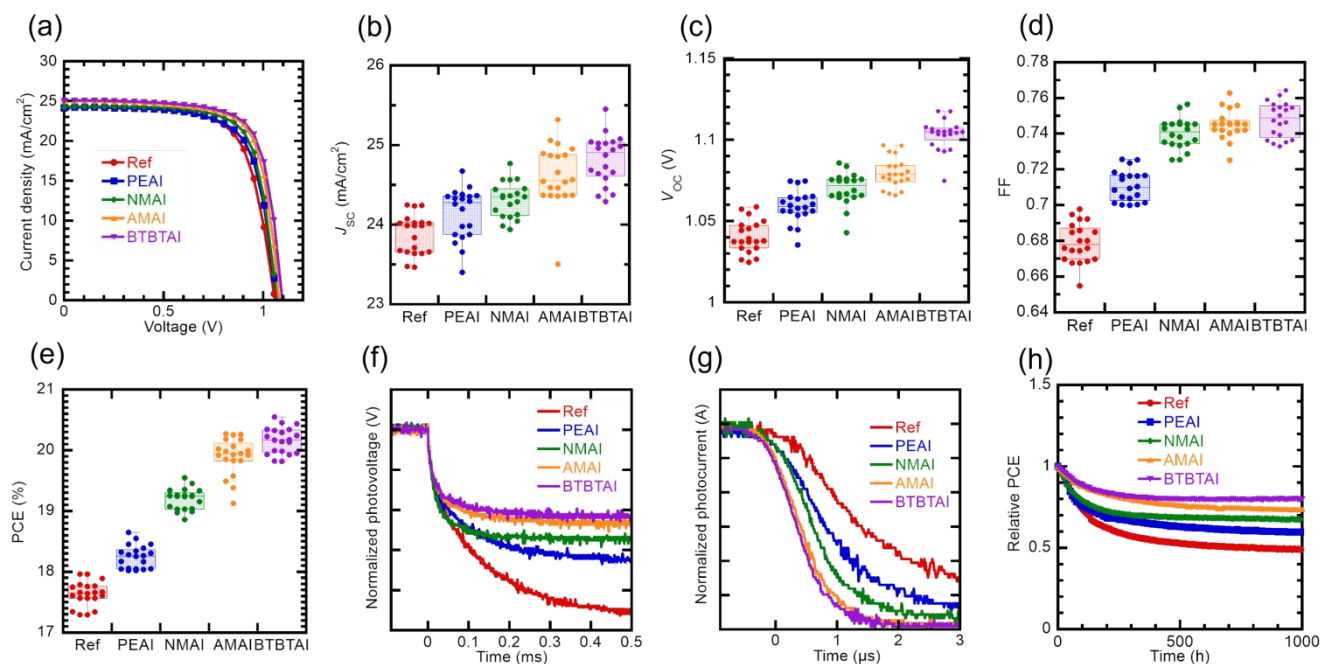 (a)
Current density (mA/cm²)
30
25
20
15
10
5
0
Ref
PEAI
NMAI
AMAI
BTBTAI
0 0.5 1
Voltage (V)
(b)
J_SC (mA/cm²)
26
25
24
23
Ref PEAI NMAI AMAI BTBTAI
(c)
V_OC (V)
1.15
1.1
1.05
1
Ref PEAI NMAI AMAI BTBTAI
(d)
FF
0.78
0.76
0.74
0.72
0.7
0.68
0.66
0.64
Ref PEAI NMAI AMAI BTBTAI
(e)
PCE (%)
21
20
19
18
17
Ref PEAI NMAI AMAI BTBTAI
(f)
Normalized photovoltage (V)
Ref
PEAI
NMAI
AMAI
BTBTAI
0 0.1 0.2 0.3 0.4 0.5
Time (ms)
(g)
Normalized photocurrent (A)
Ref
PEAI
NMAI
AMAI
BTBTAI
0 1 2 3
Time (μs)
(h)
Relative PCE
1.5
1
0.5
0
Ref
PEAI
NMAI
AMAI
BTBTAI
0 500 1000
Time (h)